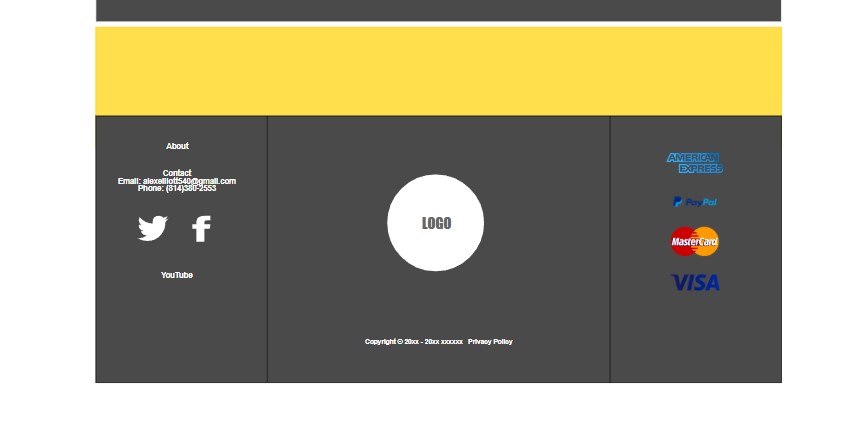 About
Contact
Email: alexelliott540@gmail.com
Phone: (814)380-2553
YouTube
LOGO
Copyright © 20xx - 20xx xxxxxx Privacy Policy
AMERICAN
EXPRESS
PayPal
MasterCard
VISA